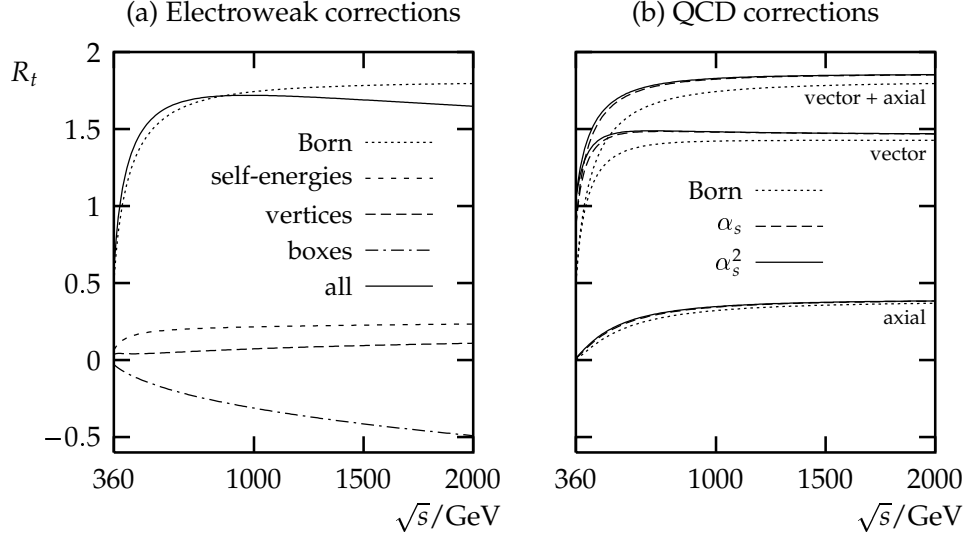 (a) Electroweak corrections
R_t
2
1.5
1
0.5
0
−0.5
Born
self-energies
vertices
boxes
all
360
1000
1500
2000
√s/GeV
(b) QCD corrections
vector + axial
vector
Born
α_s
α_s^2
axial
360
1000
1500
2000
√s/GeV